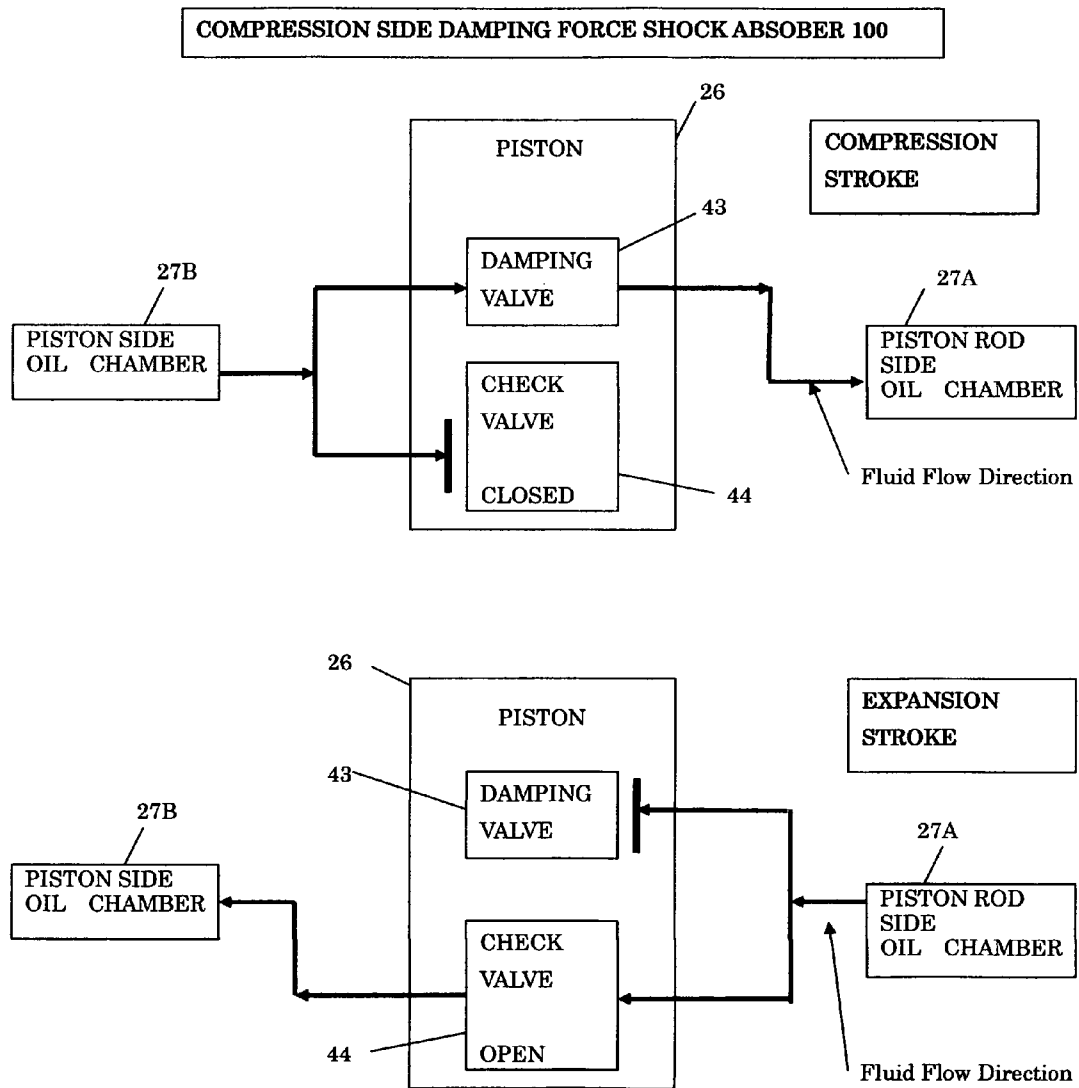 COMPRESSION SIDE DAMPING FORCE SHOCK ABSOBER 100
26
PISTON
COMPRESSION
STROKE
43
DAMPING
VALVE
27B
PISTON SIDE
OIL CHAMBER
27A
PISTON ROD
SIDE
OIL CHAMBER
CHECK
VALVE
CLOSED
44
Fluid Flow Direction
26
PISTON
EXPANSION
STROKE
43
DAMPING
VALVE
27B
PISTON SIDE
OIL CHAMBER
27A
PISTON ROD
SIDE
OIL CHAMBER
CHECK
VALVE
OPEN
44
Fluid Flow Direction